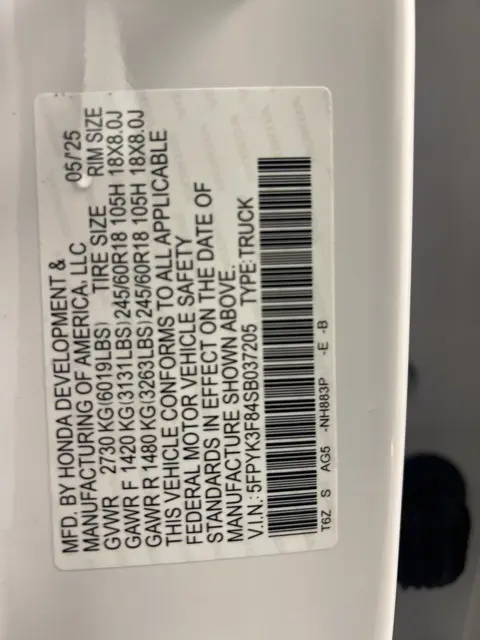 MFD. BY HONDA DEVELOPMENT & 05/'25
MANUFACTURING OF AMERICA, LLC
GVWR 2730 KG(6019LBS) TIRE SIZE RIM SIZE
GAWR F 1420 KG(3131LBS)245/60R18 105H 18X8.0J
GAWR R 1480 KG(3263LBS)245/60R18 105H 18X8.0J
THIS VEHICLE CONFORMS TO ALL APPLICABLE
FEDERAL MOTOR VEHICLE SAFETY
STANDARDS IN EFFECT ON THE DATE OF
MANUFACTURE SHOWN ABOVE.
V.I.N.: 5FPYK3F84SB037205 TYPE:TRUCK
T6Z S AG5 -NH883P -E -B